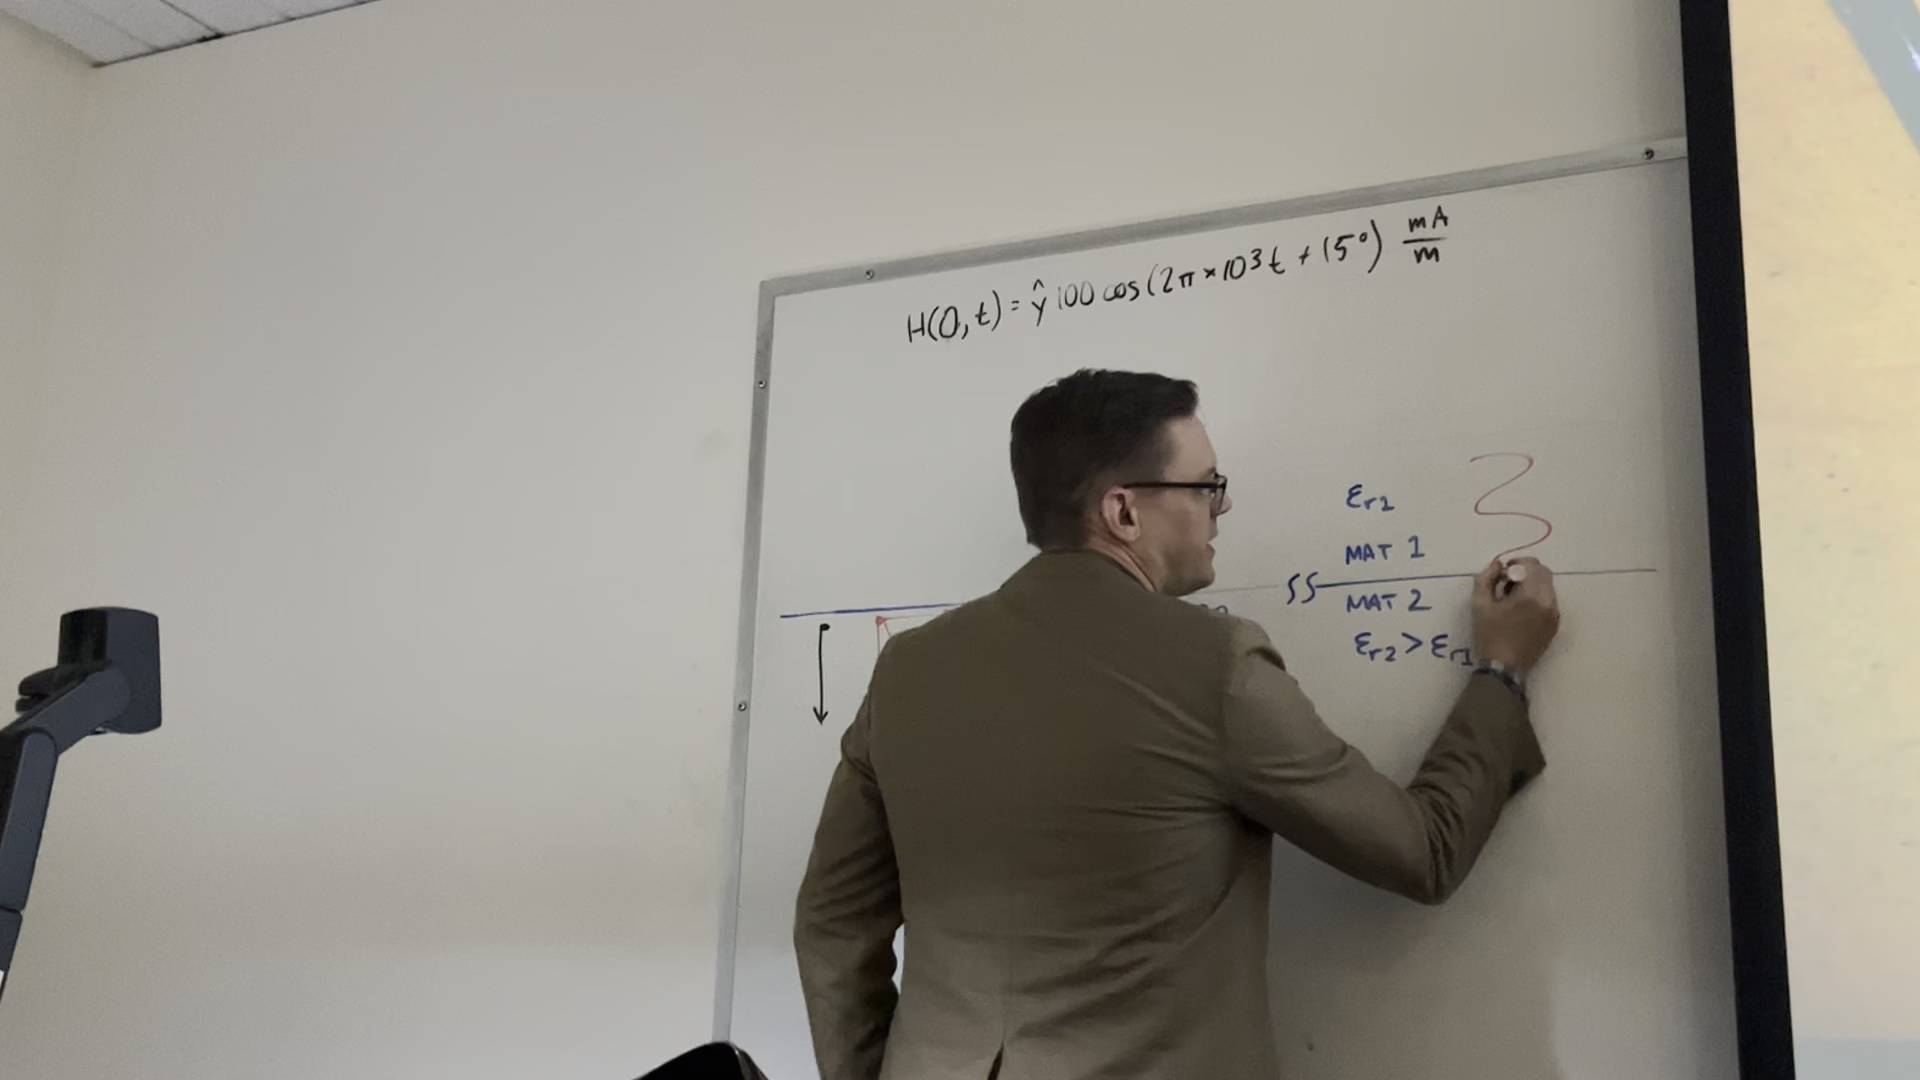 H(0,t) = ŷ 100 cos(2π×10³t + 15°) mA/m
εr1
MAT 1
MAT 2
εr2 > εr1